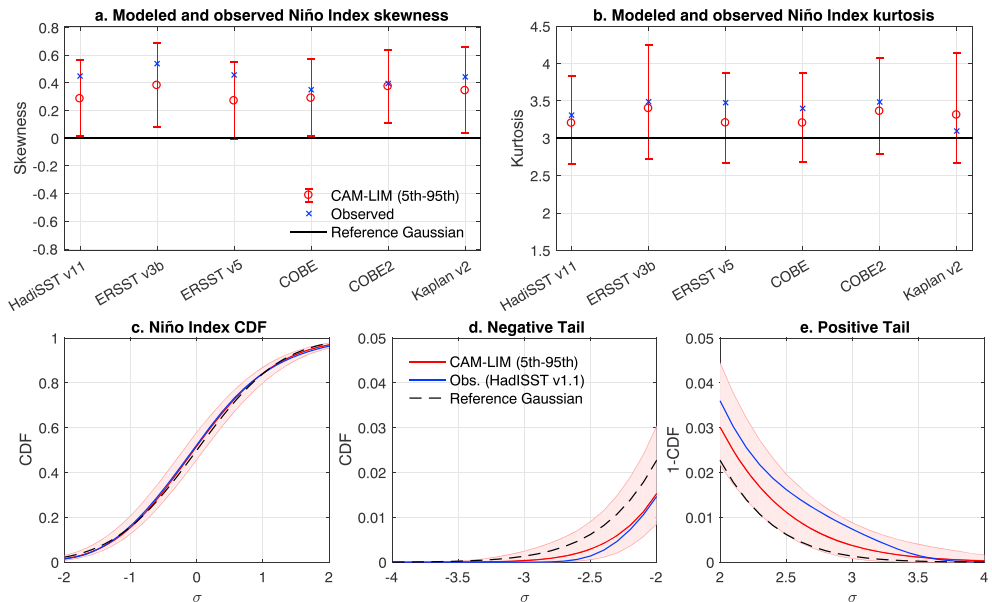 a. Modeled and observed Niño Index skewness
0.8
0.6
0.4
0.2
0
-0.2
-0.4
-0.6
-0.8
Skewness
CAM-LIM (5th-95th)
Observed
Reference Gaussian
HadiSST v11
ERSST v3b
ERSST v5
COBE
COBE2
Kaplan v2
b. Modeled and observed Niño Index kurtosis
4.5
4
3.5
3
2.5
2
1.5
Kurtosis
HadiSST v11
ERSST v3b
ERSST v5
COBE
COBE2
Kaplan v2
c. Niño Index CDF
1
0.8
0.6
0.4
0.2
0
CDF
-2
-1
0
1
2
σ
d. Negative Tail
0.05
0.04
0.03
0.02
0.01
0
CDF
CAM-LIM (5th-95th)
Obs. (HadISST v1.1)
Reference Gaussian
-4
-3.5
-3
-2.5
-2
σ
e. Positive Tail
0.05
0.04
0.03
0.02
0.01
0
1-CDF
2
2.5
3
3.5
4
σ